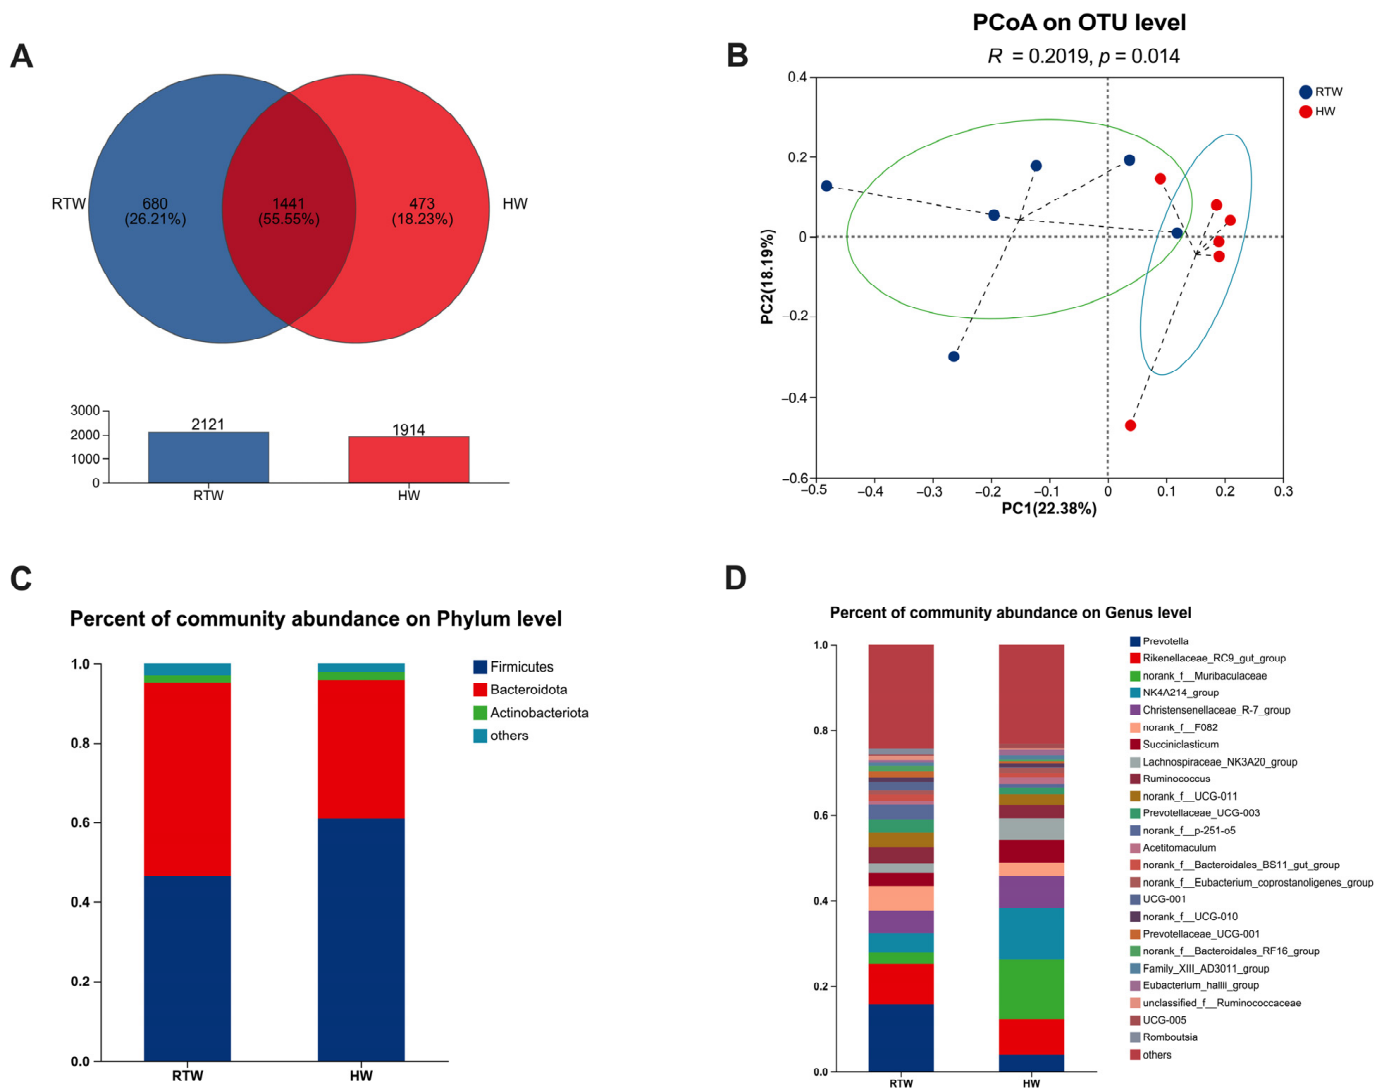 A
RTW
680
(26.21%)
1441
(55.55%)
473
(18.23%)
HW
3000
2000
1000
0
2121
1914
RTW
HW
B
PCoA on OTU level
R = 0.2019, p = 0.014
RTW
HW
0.4
0.2
0
−0.2
−0.4
−0.6
PC2(18.19%)
−0.5
−0.4
−0.3
−0.2
−0.1
0
0.1
0.2
0.3
PC1(22.38%)
C
Percent of community abundance on Phylum level
1.0
0.8
0.6
0.4
0.2
0.0
RTW
HW
Firmicutes
Bacteroidota
Actinobacteriota
others
D
Percent of community abundance on Genus level
1.0
0.8
0.6
0.4
0.2
0.0
RTW
HW
Prevotella
Rikenellaceae_RC9_gut_group
norank_f__Muribaculaceae
NK4A214_group
Christensenellaceae_R-7_group
norank_f__F082
Succiniclasticum
Lachnospiraceae_NK3A20_group
Ruminococcus
norank_f__UCG-011
Prevotellaceae_UCG-003
norank_f__p-251-o5
Acetitomaculum
norank_f__Bacteroidales_BS11_gut_group
norank_f__Eubacterium_coprostanoligenes_group
UCG-001
norank_f__UCG-010
Prevotellaceae_UCG-001
norank_f__Bacteroidales_RF16_group
Family_XIII_AD3011_group
Eubacterium_hallii_group
unclassified_f__Ruminococcaceae
UCG-005
Romboutsia
others